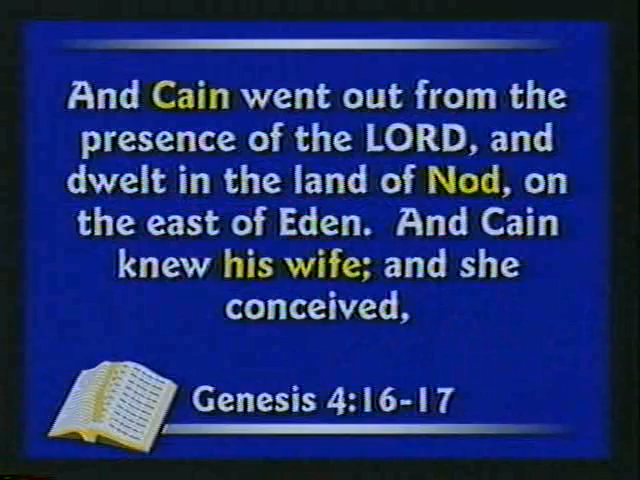 And Cain went out from the
presence of the LORD, and
dwelt in the land of Nod, on
the east of Eden.  And Cain
knew his wife; and she
conceived,
Genesis 4:16-17